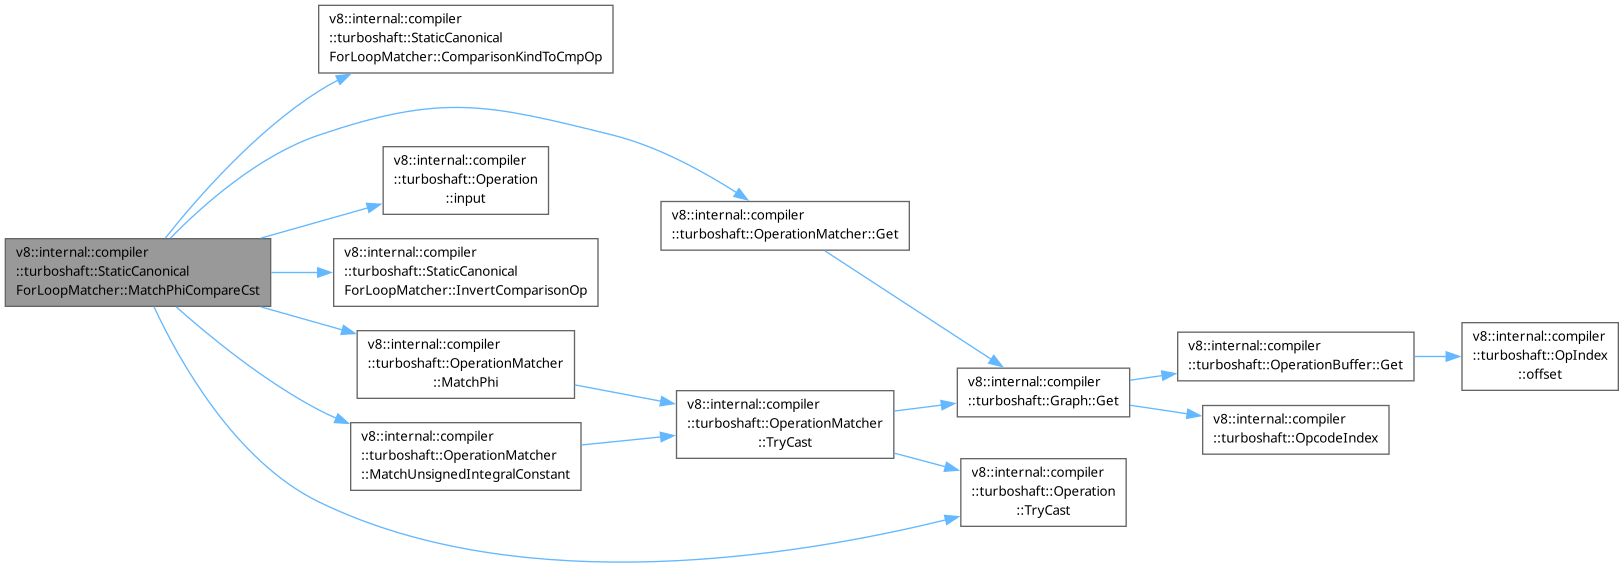 v8::internal::compiler
::turboshaft::StaticCanonical
ForLoopMatcher::ComparisonKindToCmpOp
v8::internal::compiler
::turboshaft::Operation
::input
v8::internal::compiler
::turboshaft::OperationMatcher::Get
v8::internal::compiler
::turboshaft::StaticCanonical
ForLoopMatcher::MatchPhiCompareCst
v8::internal::compiler
::turboshaft::StaticCanonical
ForLoopMatcher::InvertComparisonOp
v8::internal::compiler
::turboshaft::OperationMatcher
::MatchPhi
v8::internal::compiler
::turboshaft::OperationBuffer::Get
v8::internal::compiler
::turboshaft::OpIndex
::offset
v8::internal::compiler
::turboshaft::Graph::Get
v8::internal::compiler
::turboshaft::OperationMatcher
::TryCast
v8::internal::compiler
::turboshaft::OpcodeIndex
v8::internal::compiler
::turboshaft::OperationMatcher
::MatchUnsignedIntegralConstant
v8::internal::compiler
::turboshaft::Operation
::TryCast